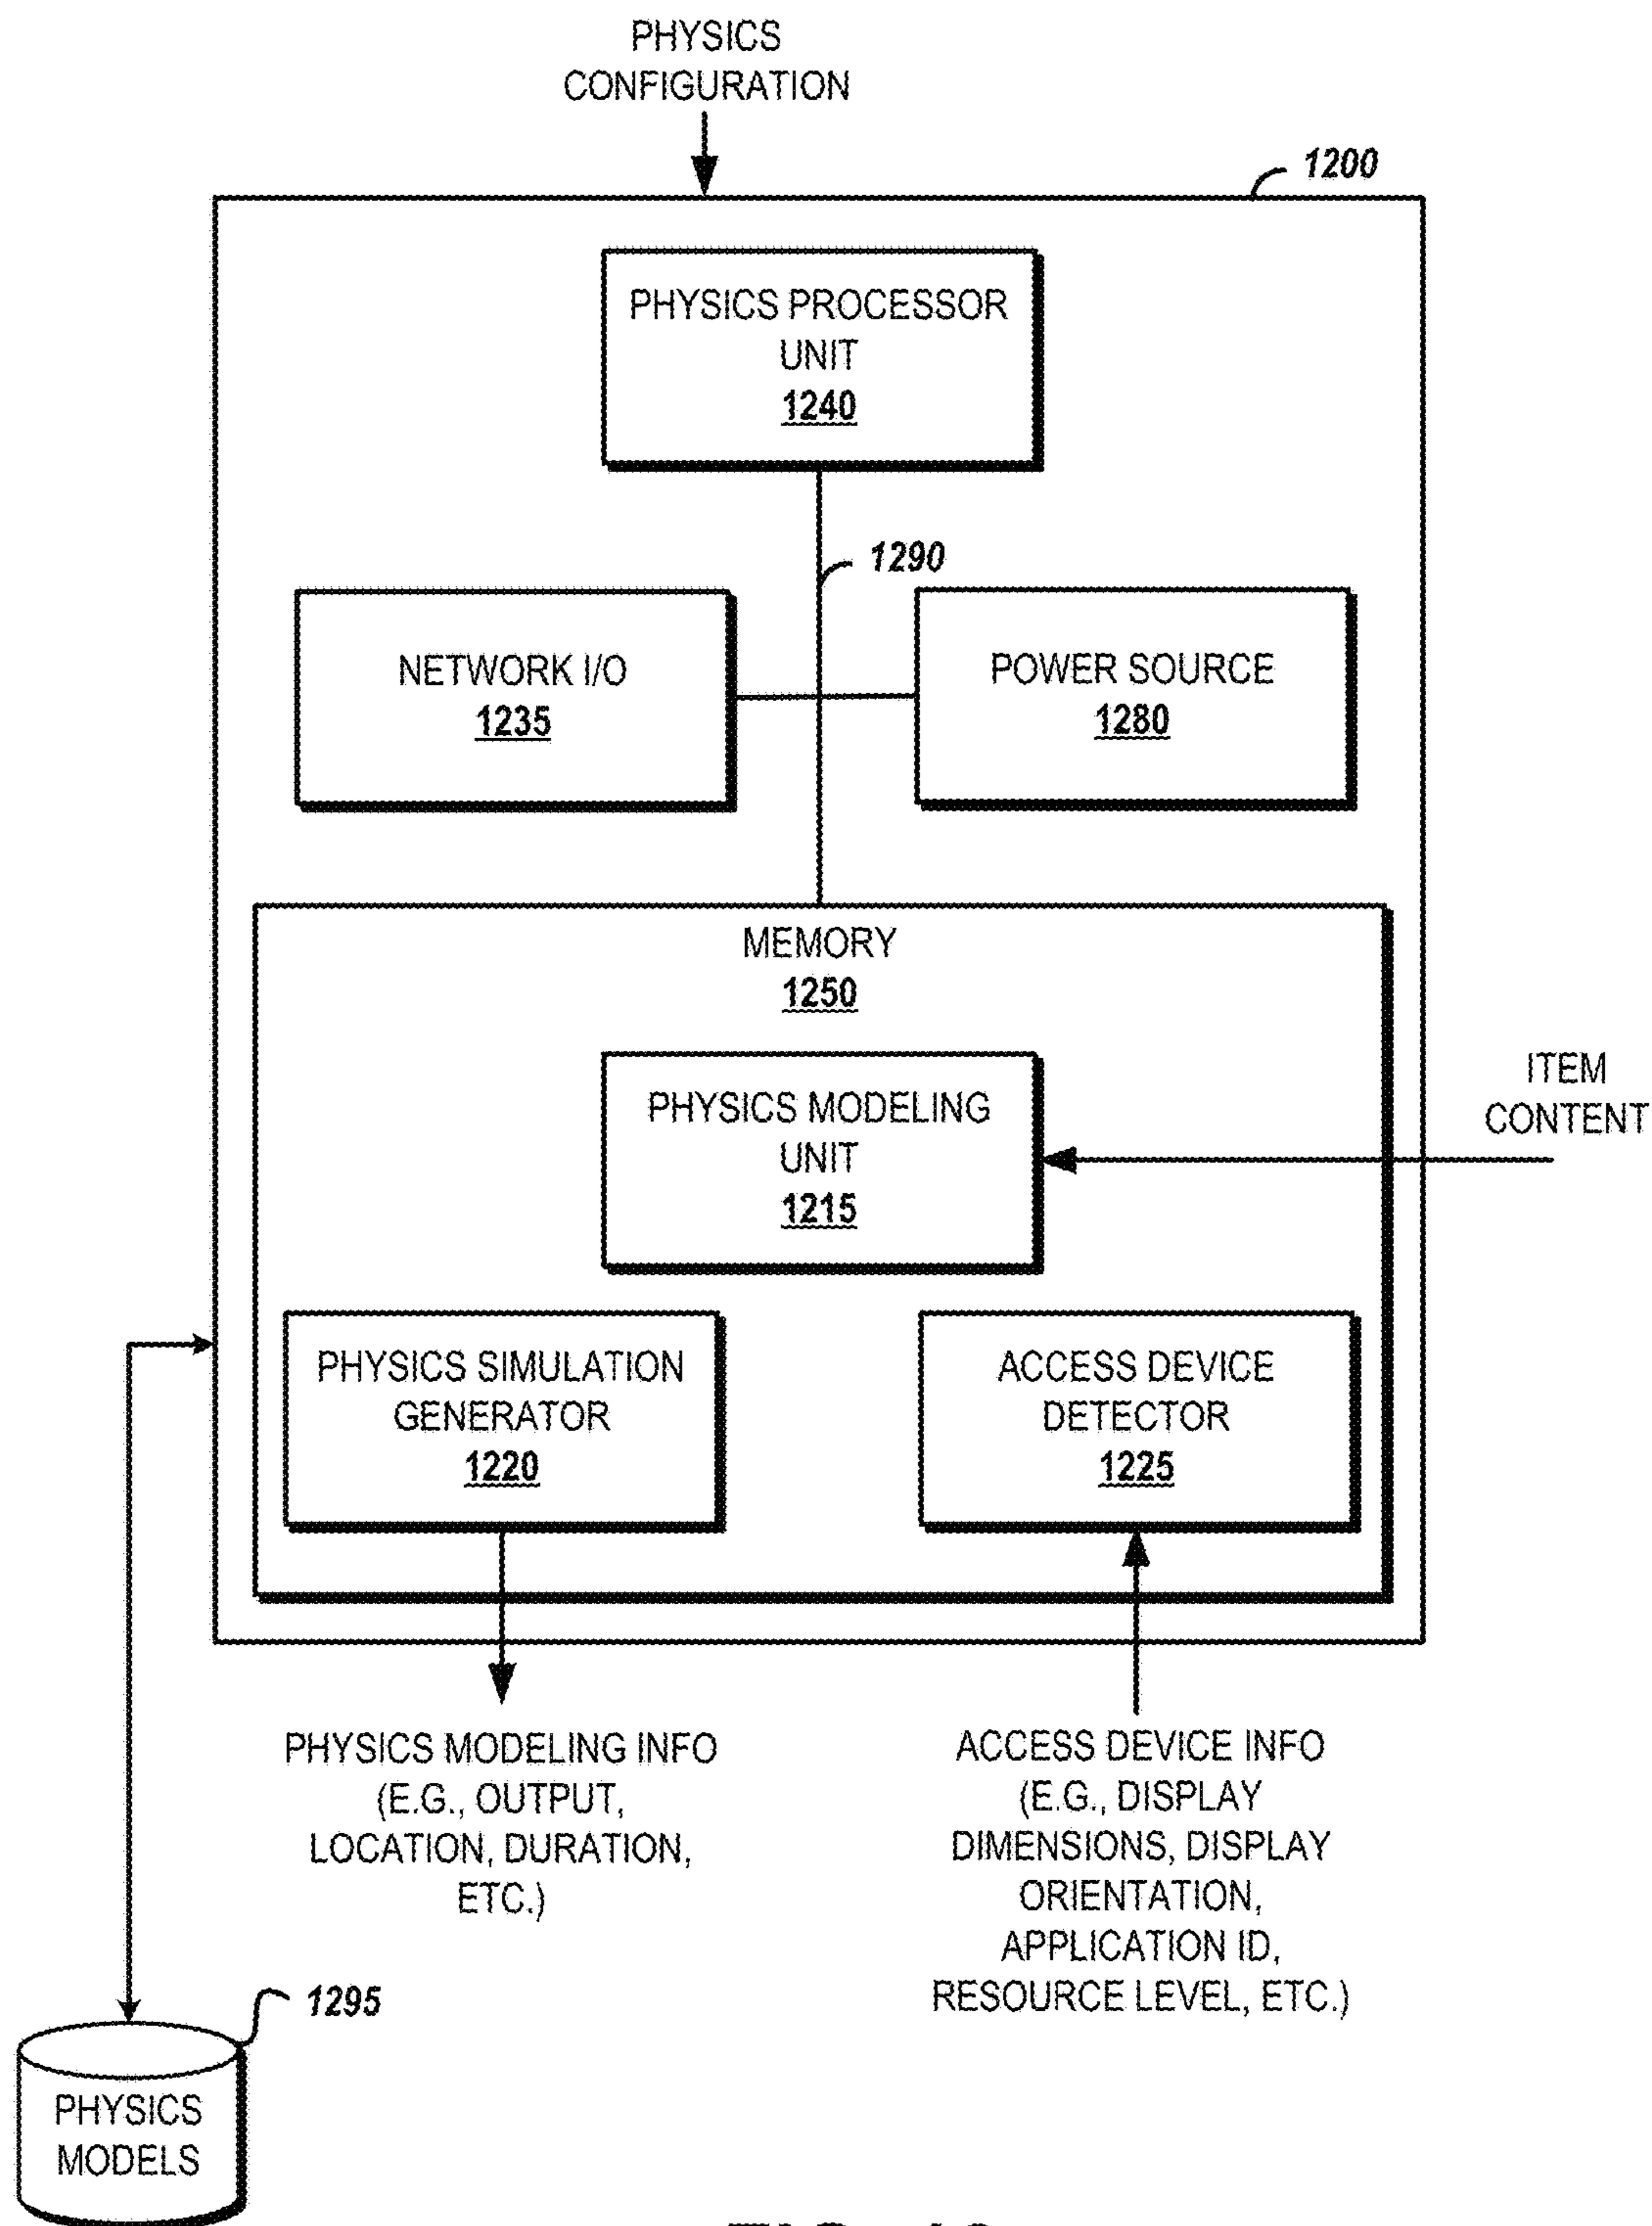 PHYSICS
CONFIGURATION
1200
PHYSICS PROCESSOR
UNIT
1240
1290
NETWORK I/O
1235
POWER SOURCE
1280
MEMORY
1250
PHYSICS MODELING
UNIT
1215
ITEM
CONTENT
PHYSICS SIMULATION
GENERATOR
1220
ACCESS DEVICE
DETECTOR
1225
PHYSICS MODELING INFO
(E.G., OUTPUT,
LOCATION, DURATION,
ETC.)
ACCESS DEVICE INFO
(E.G., DISPLAY
DIMENSIONS, DISPLAY
ORIENTATION,
APPLICATION ID,
RESOURCE LEVEL, ETC.)
1295
PHYSICS
MODELS